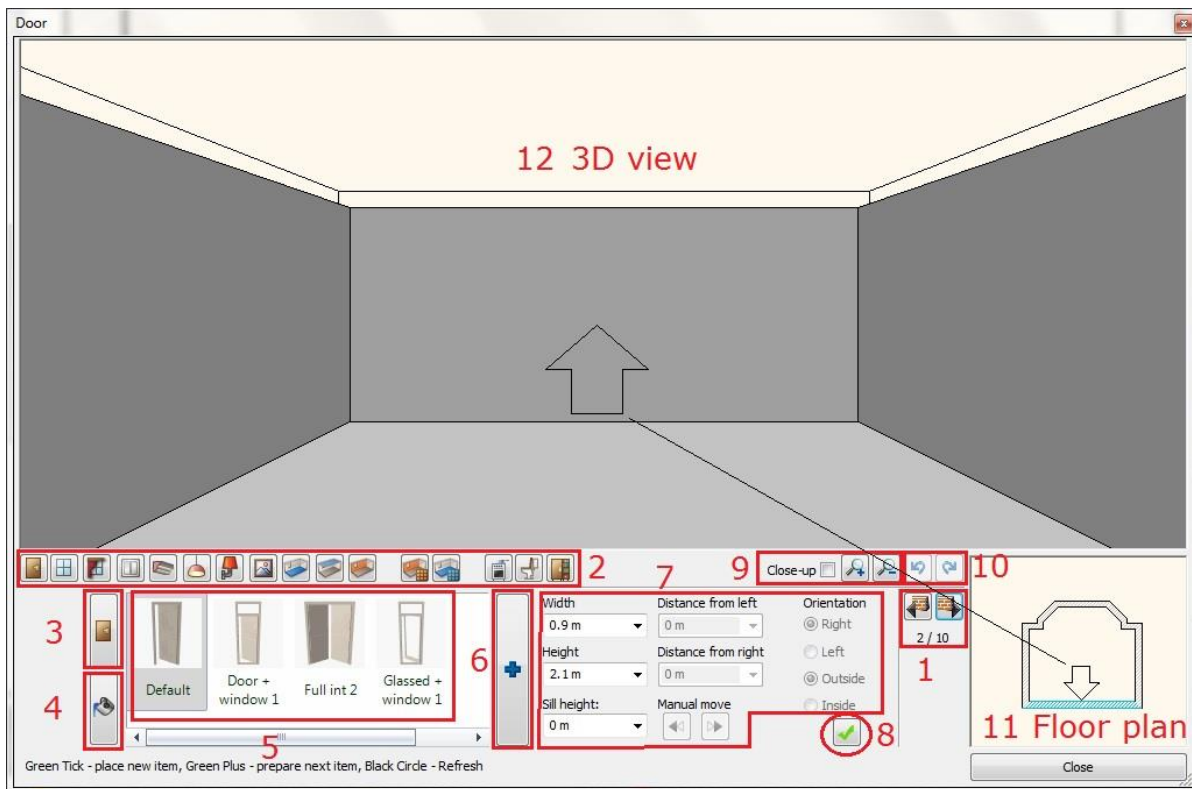 Door
12 3D view
2
9
Close-up
10
3
Default
Door +
window 1
Full int 2
Glassed +
window 1
4
5
6
7
Width
0.9 m
Height
2.1 m
Sill height:
0 m
Distance from left
0 m
Distance from right
0 m
Manual move
Orientation
Right
Left
Outside
Inside
8
2 / 10
1
11 Floor plan
Green Tick - place new item, Green Plus - prepare next item, Black Circle - Refresh
Close